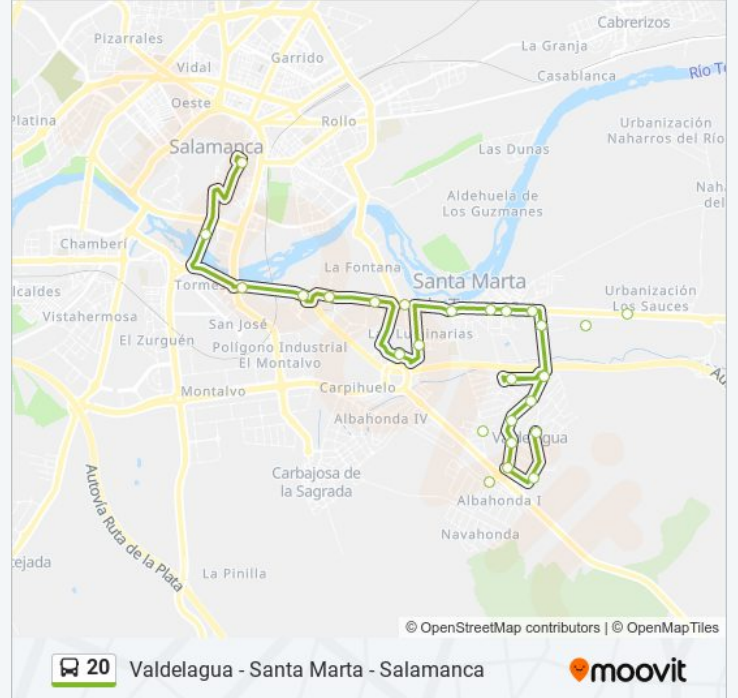 Cabrerizos
Pizarrales
La Granja
Garrido
Vidal
Casablanca
Río T
Oeste
Platina
Rollo
Urbanización
Naharros del Río
Salamanca
Las Dunas
Aldehuela de
Los Guzmanes
Nah
del
Chamberí
La Fontana
Santa Marta
lcaldes
Tormes
Urbanización
Los Sauces
Vistahermosa
San José
El Zurguén
Polígono Industrial
El Montalvo
Montalvo
Carpihuelo
Au
Albahonda IV
Valdelagua
Carbajosa de
la Sagrada
Albahonda I
Autovía Ruta de la Plata
Navahonda
ejada
La Pinilla
© OpenStreetMap contributors | © OpenMapTiles
20 Valdelagua - Santa Marta - Salamanca
moovit